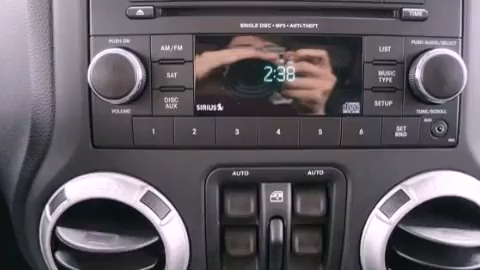 TIME
SINGLE DISC • MP3 • ANTI-THEFT
PUSH ON
PUSH AUDIO/SELECT
AM/FM
LIST
2:38
SAT
MUSIC TYPE
DISC AUX
SETUP
SIRIUS
VOLUME
TUNE/SCROLL
1 2 3 4 5 6
SET RND
AUTO AUTO